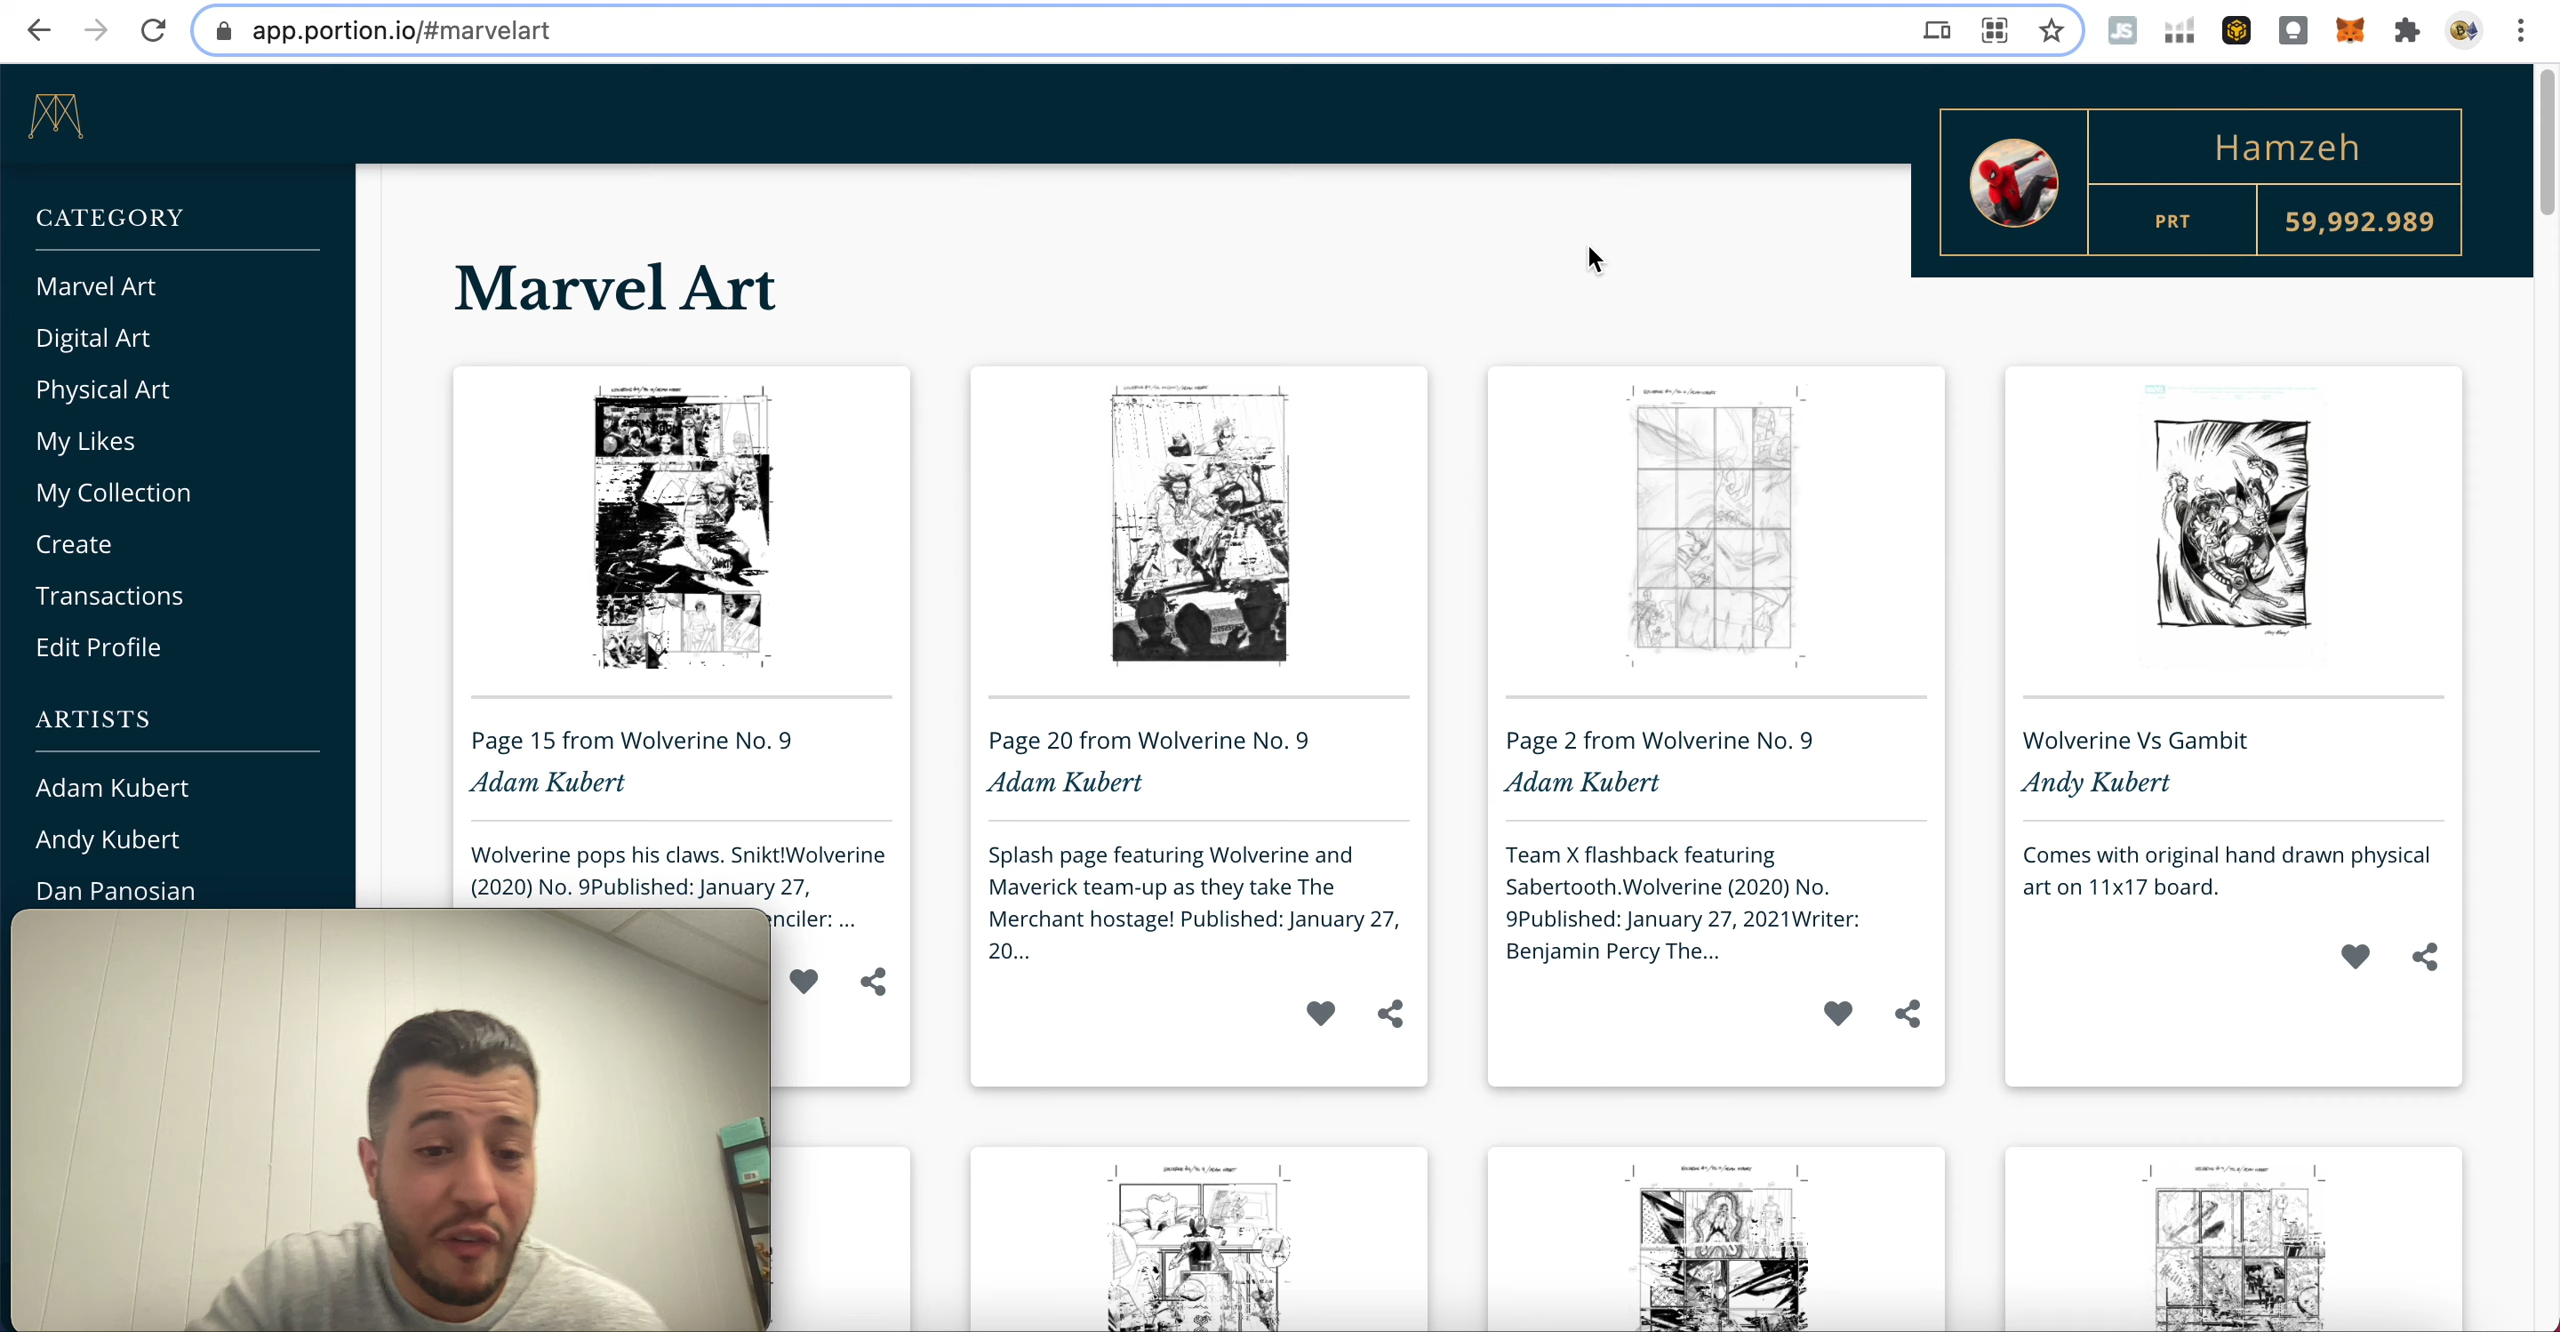 app.portion.io/#marvelart
JS
Hamzeh
PRT
59,992.989
CATEGORY
Marvel Art
Digital Art
Physical Art
My Likes
My Collection
Create
Transactions
Edit Profile
ARTISTS
Adam Kubert
Andy Kubert
Dan Panosian
Marvel Art
Page 15 from Wolverine No. 9
Adam Kubert
Wolverine pops his claws. Snikt!Wolverine
(2020) No. 9Published: January 27,
enciler: ...
Page 20 from Wolverine No. 9
Adam Kubert
Splash page featuring Wolverine and
Maverick team-up as they take The
Merchant hostage! Published: January 27,
20...
Page 2 from Wolverine No. 9
Adam Kubert
Team X flashback featuring
Sabertooth.Wolverine (2020) No.
9Published: January 27, 2021Writer:
Benjamin Percy The...
Wolverine Vs Gambit
Andy Kubert
Comes with original hand drawn physical
art on 11x17 board.